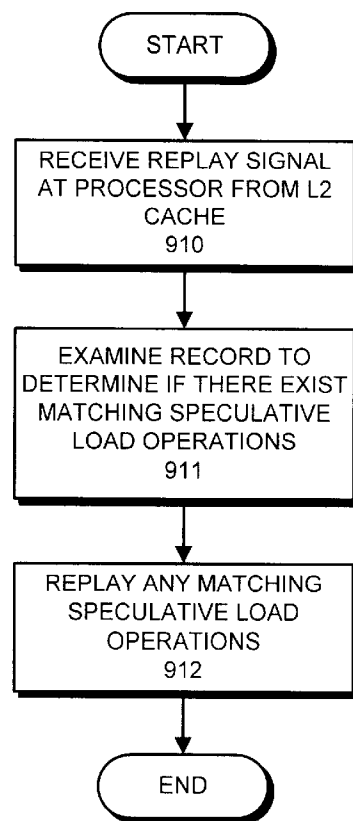 START
RECEIVE REPLAY SIGNAL
AT PROCESSOR FROM L2
CACHE
910
EXAMINE RECORD TO
DETERMINE IF THERE EXIST
MATCHING SPECULATIVE
LOAD OPERATIONS
911
REPLAY ANY MATCHING
SPECULATIVE LOAD
OPERATIONS
912
END